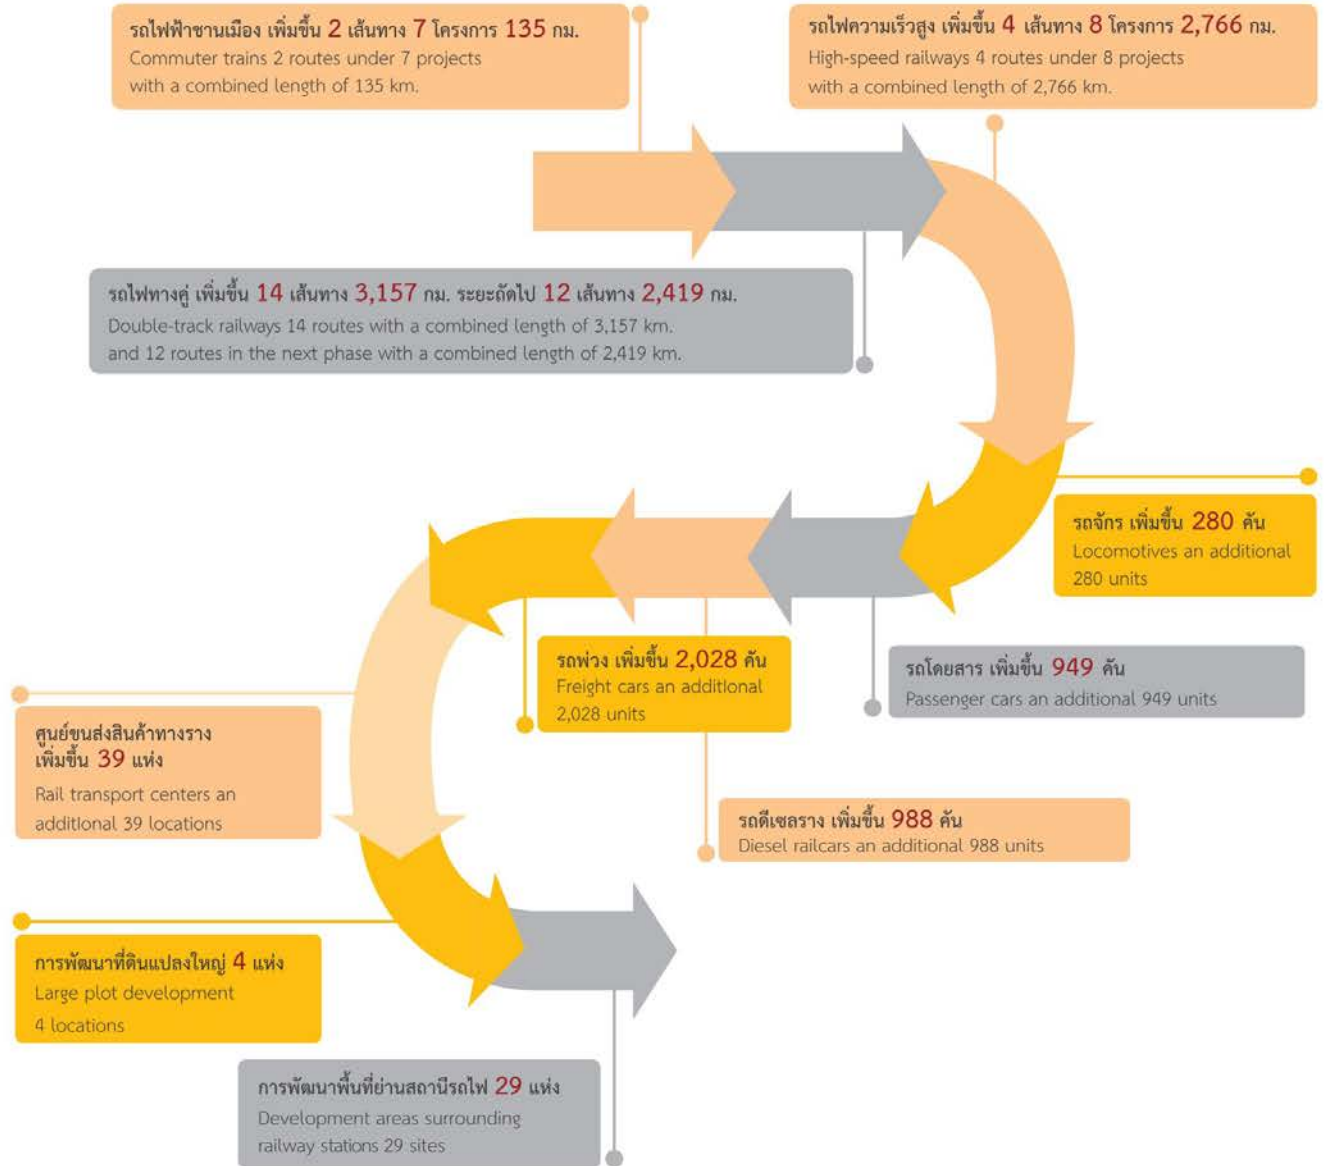 รถไฟฟ้าชานเมือง เพิ่มขึ้น 2 เส้นทาง 7 โครงการ 135 กม.
Commuter trains 2 routes under 7 projects
with a combined length of 135 km.
รถไฟความเร็วสูง เพิ่มขึ้น 4 เส้นทาง 8 โครงการ 2,766 กม.
High-speed railways 4 routes under 8 projects
with a combined length of 2,766 km.
รถไฟทางคู่ เพิ่มขึ้น 14 เส้นทาง 3,157 กม. ระยะถัดไป 12 เส้นทาง 2,419 กม.
Double-track railways 14 routes with a combined length of 3,157 km.
and 12 routes in the next phase with a combined length of 2,419 km.
รถจักร เพิ่มขึ้น 280 คัน
Locomotives an additional
280 units
รถโดยสาร เพิ่มขึ้น 949 คัน
Passenger cars an additional 949 units
รถพ่วง เพิ่มขึ้น 2,028 คัน
Freight cars an additional
2,028 units
รถดีเซลราง เพิ่มขึ้น 988 คัน
Diesel railcars an additional 988 units
ศูนย์ขนส่งสินค้าทางราง
เพิ่มขึ้น 39 แห่ง
Rail transport centers an
additional 39 locations
การพัฒนาที่ดินแปลงใหญ่ 4 แห่ง
Large plot development
4 locations
การพัฒนาพื้นที่ย่านสถานีรถไฟ 29 แห่ง
Development areas surrounding
railway stations 29 sites